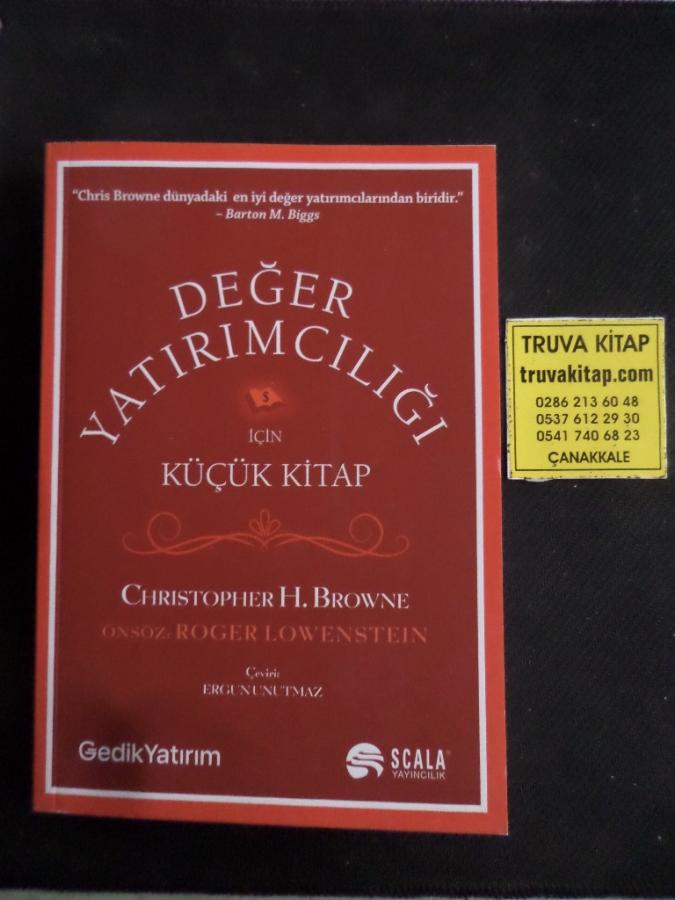 “Chris Browne dünyadaki en iyi değer yatırımcılarından biridir.”
– Barton M. Biggs
DEĞER
YATIRIMCILIĞI
$
İÇİN
KÜÇÜK KİTAP
CHRISTOPHER H. BROWNE
ÖNSÖZ: ROGER LOWENSTEIN
Çeviri:
ERGUN UNUTMAZ
GedikYatırım
SCALA®
YAYINCILIK
TRUVA KİTAP
truvakitap.com
0286 213 60 48
0537 612 29 30
0541 740 68 23
ÇANAKKALE